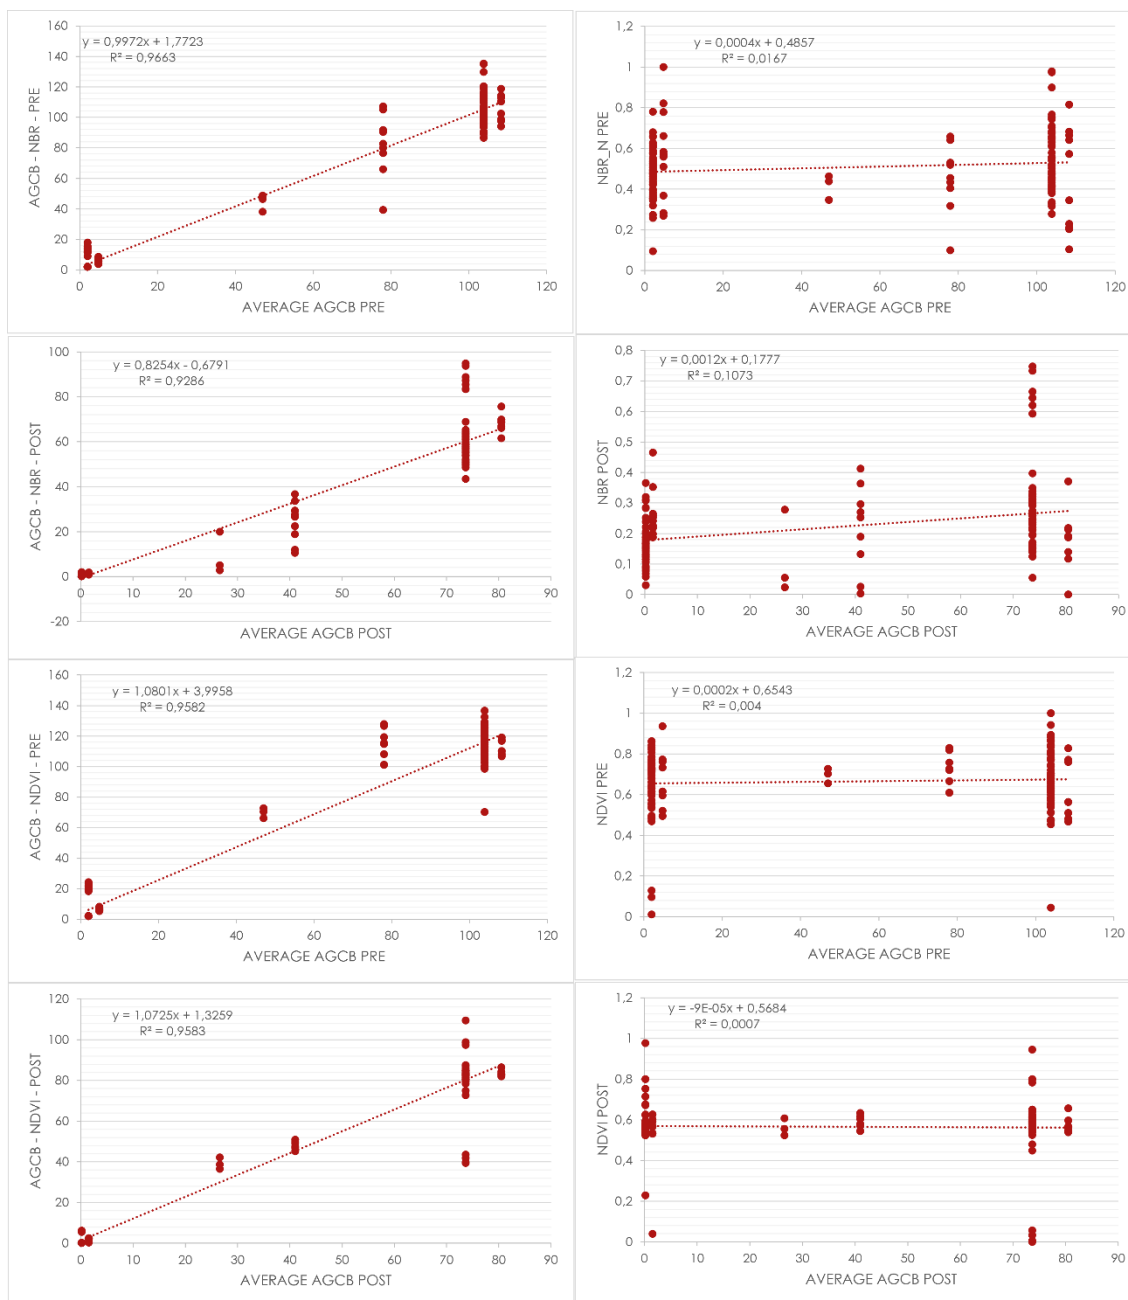 y = 0,9972x + 1,7723
R² = 0,9663
AGCB - NBR - PRE
160
140
120
100
80
60
40
20
0
0 20 40 60 80 100 120
AVERAGE AGCB PRE
y = 0,0004x + 0,4857
R² = 0,0167
NBR_N PRE
1,2
1
0,8
0,6
0,4
0,2
0
0 20 40 60 80 100 120
AVERAGE AGCB PRE
y = 0,8254x - 0,6791
R² = 0,9286
AGCB - NBR - POST
100
80
60
40
20
0
-20
0 10 20 30 40 50 60 70 80 90
AVERAGE AGCB POST
y = 0,0012x + 0,1777
R² = 0,1073
NBR POST
0,8
0,7
0,6
0,5
0,4
0,3
0,2
0,1
0
0 10 20 30 40 50 60 70 80 90
AVERAGE AGCB POST
y = 1,0801x + 3,9958
R² = 0,9582
AGCB - NDVI - PRE
160
140
120
100
80
60
40
20
0
0 20 40 60 80 100 120
AVERAGE AGCB PRE
y = 0,0002x + 0,6543
R² = 0,004
NDVI PRE
1,2
1
0,8
0,6
0,4
0,2
0
0 20 40 60 80 100 120
AVERAGE AGCB PRE
y = 1,0725x + 1,3259
R² = 0,9583
AGCB - NDVI - POST
120
100
80
60
40
20
0
0 10 20 30 40 50 60 70 80 90
AVERAGE AGCB POST
y = -9E-05x + 0,5684
R² = 0,0007
NDVI POST
1,2
1
0,8
0,6
0,4
0,2
0
0 10 20 30 40 50 60 70 80 90
AVERAGE AGCB POST